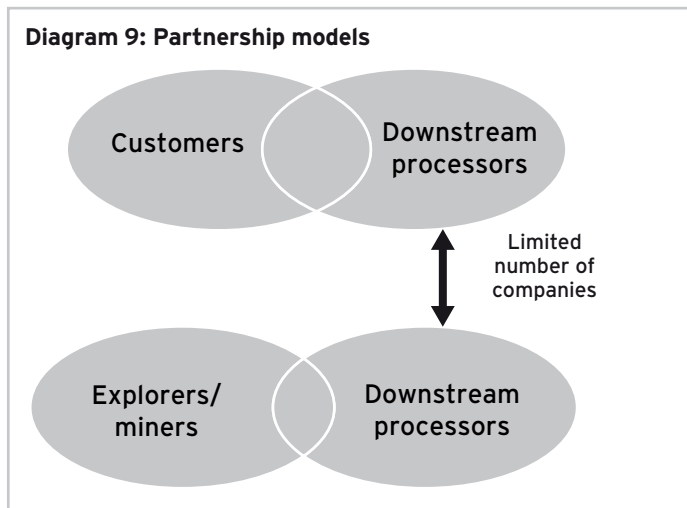 Diagram 9: Partnership models
Customers
Downstream
processors
Limited
number of
companies
Explorers/
miners
Downstream
processors